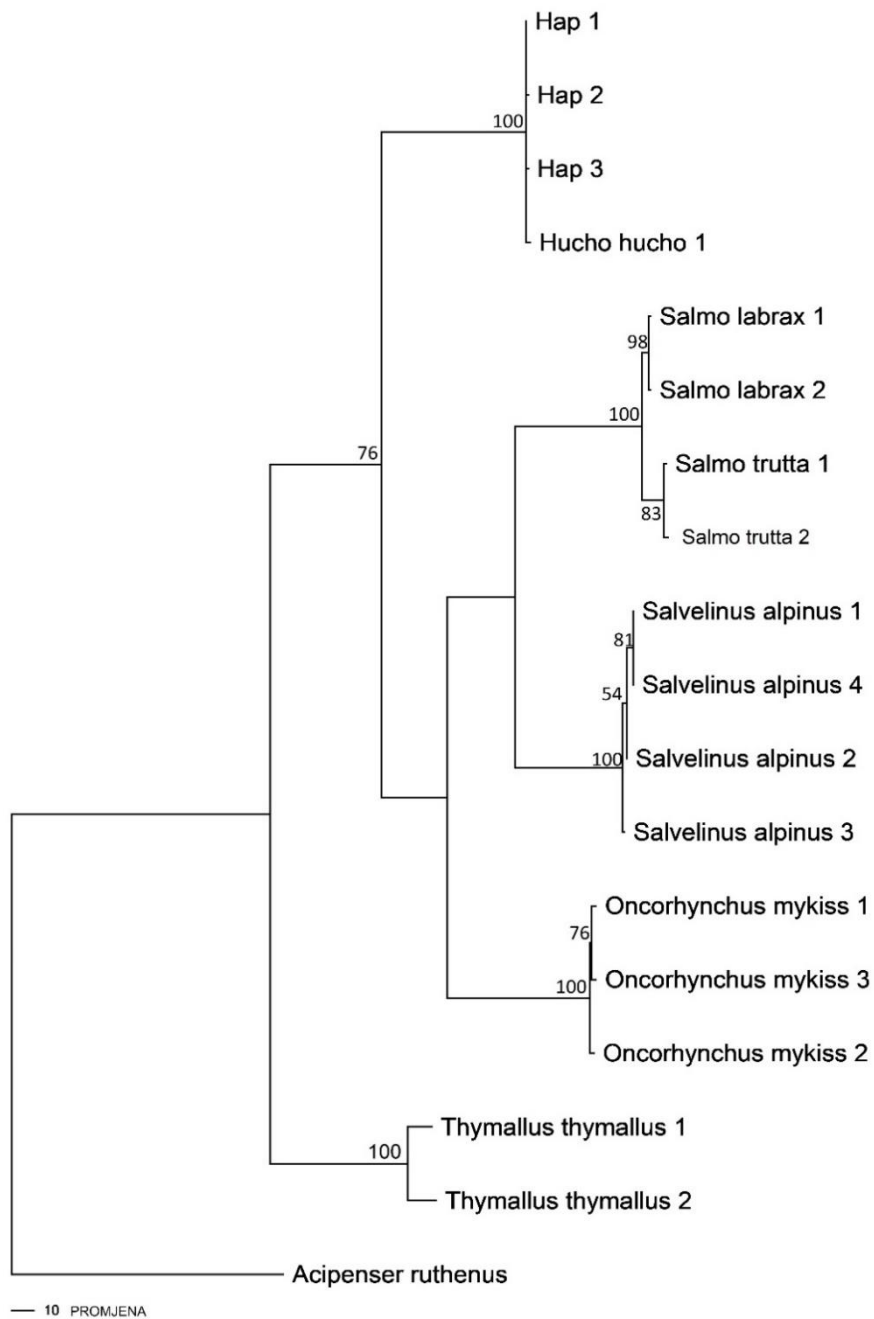 Hap 1
Hap 2
100
Hap 3
Hucho hucho 1
Salmo labrax 1
98
Salmo labrax 2
100
76
Salmo trutta 1
83
Salmo trutta 2
Salvelinus alpinus 1
81
Salvelinus alpinus 4
54
Salvelinus alpinus 2
100
Salvelinus alpinus 3
Oncorhynchus mykiss 1
76
Oncorhynchus mykiss 3
100
Oncorhynchus mykiss 2
Thymallus thymallus 1
100
Thymallus thymallus 2
Acipenser ruthenus
10 PROMJENA